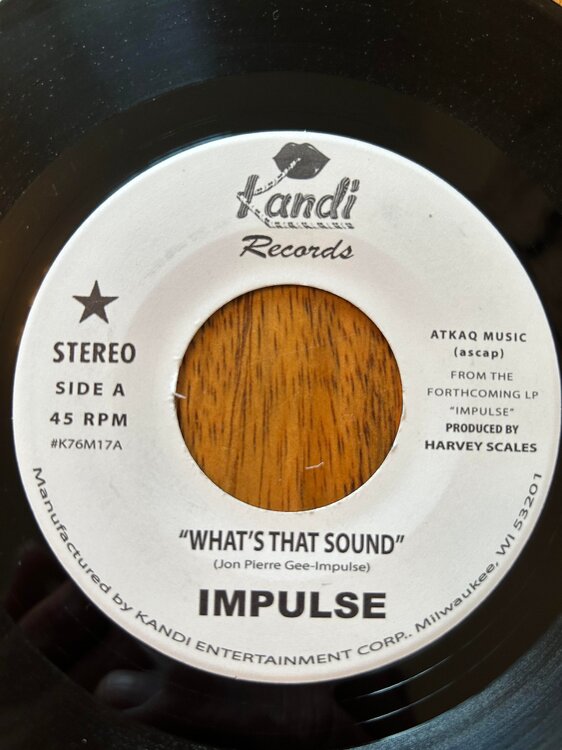 Kandi
Records
STEREO
SIDE A
45 RPM
#K76M17A
ATKAQ MUSIC
(ascap)
FROM THE
FORTHCOMING LP
"IMPULSE"
PRODUCED BY
HARVEY SCALES
"WHAT'S THAT SOUND"
(Jon Pierre Gee-Impulse)
IMPULSE
Manufactured by KANDI ENTERTAINMENT CORP., Milwaukee, WI 53201